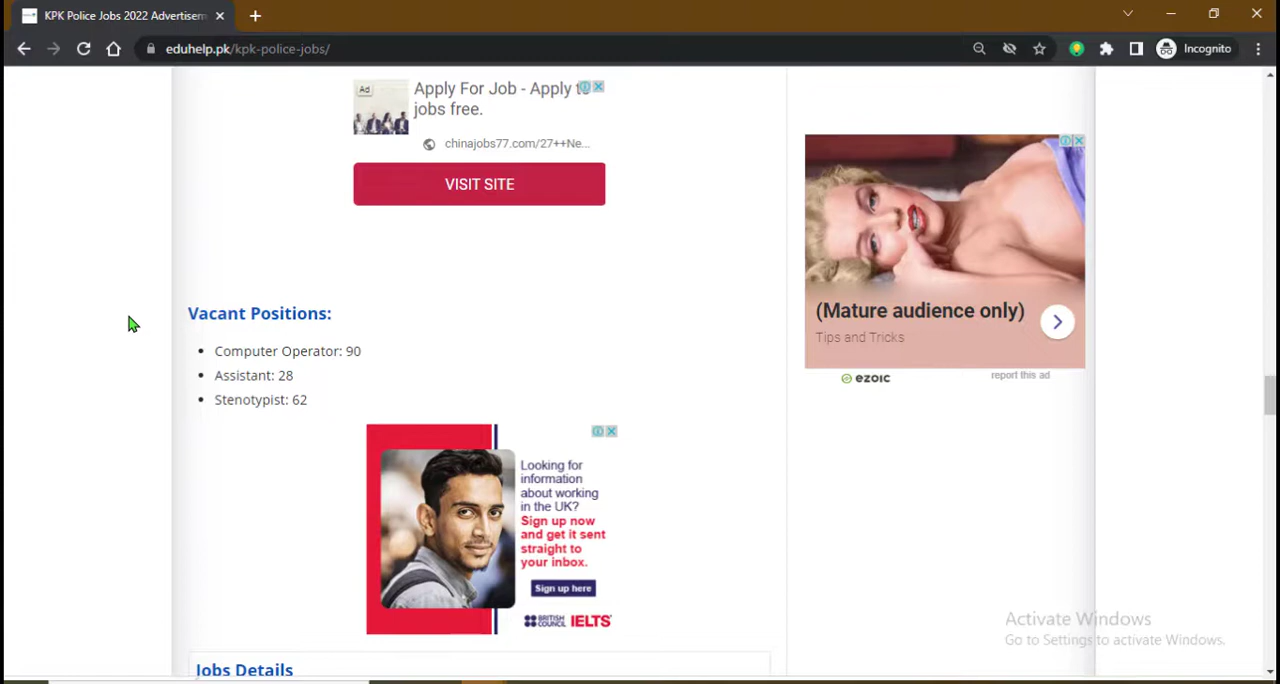 KPK Police Jobs 2022 Advertisem
eduhelp.pk/kpk-police-jobs/
Incognito
Ad
Apply For Job - Apply to
jobs free.
chinajobs77.com/27++Ne...
VISIT SITE
(Mature audience only)
Tips and Tricks
ezoic
report this ad
Vacant Positions:
Computer Operator: 90
Assistant: 28
Stenotypist: 62
Looking for
information
about working
in the UK?
Sign up now
and get it sent
straight to
your inbox.
Sign up here
BRITISH COUNCIL IELTS
Activate Windows
Go to Settings to activate Windows.
Jobs Details